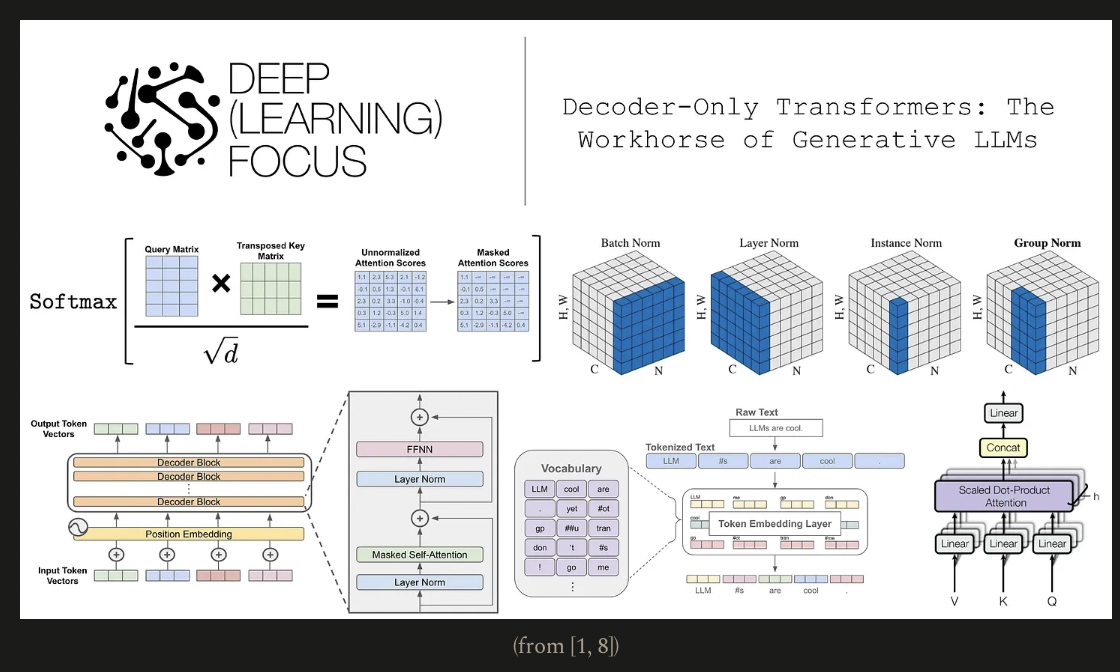 DEEP
(LEARNING)
FOCUS
Decoder-Only Transformers: The
Workhorse of Generative LLMs
Softmax
Query Matrix
×
Transposed Key
Matrix
√d
=
Unnormalized
Attention Scores
1.1 2.3 5.3 2.1 -1.2
-0.1 0.5 1.3 -0.1 6.1
2.3 0.2 3.3 -1.0 -0.4
0.3 1.2 -0.3 5.0 1.4
5.1 -2.9 -1.1 -4.2 0.4
Masked
Attention Scores
1.1 -∞ -∞ -∞ -∞
-0.1 0.5 -∞ -∞ -∞
2.3 0.2 3.3 -∞ -∞
0.3 1.2 -0.3 5.0 -∞
5.1 -2.9 -1.1 -4.2 0.4
Batch Norm
H, W
C
N
Layer Norm
H, W
C
N
Instance Norm
H, W
C
N
Group Norm
H, W
C
N
Output Token
Vectors
Decoder Block
Decoder Block
⋮
Decoder Block
Position Embedding
+ + + +
Input Token
Vectors
+
FFNN
Layer Norm
+
Masked Self-Attention
Layer Norm
Vocabulary
LLM cool are
. yet #ot
gp ##u tran
don 't #s
! go me
⋮
Raw Text
LLMs are cool.
Tokenized Text
LLM #s are cool .
LLM me gp don
cool
Token Embedding Layer
go #ot tran
LLM #s are cool .
Linear
Concat
Scaled Dot-Product
Attention
h
Linear Linear Linear
V K Q
(from [1, 8])